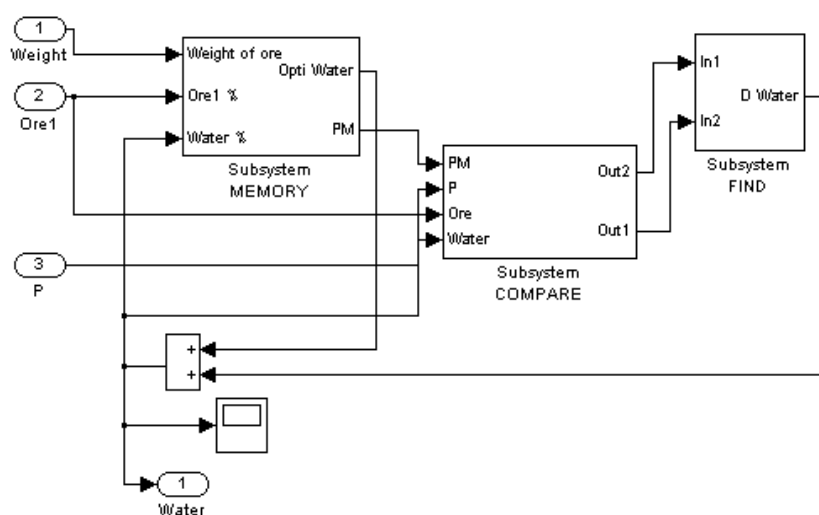 1
Weight
2
Ore1
3
P
Weight of ore
Ore1 %
Water %
Opti Water
PM
Subsystem
MEMORY
PM
P
Ore
Water
Out2
Out1
Subsystem
COMPARE
In1
In2
D Water
Subsystem
FIND
+
+
1
Water